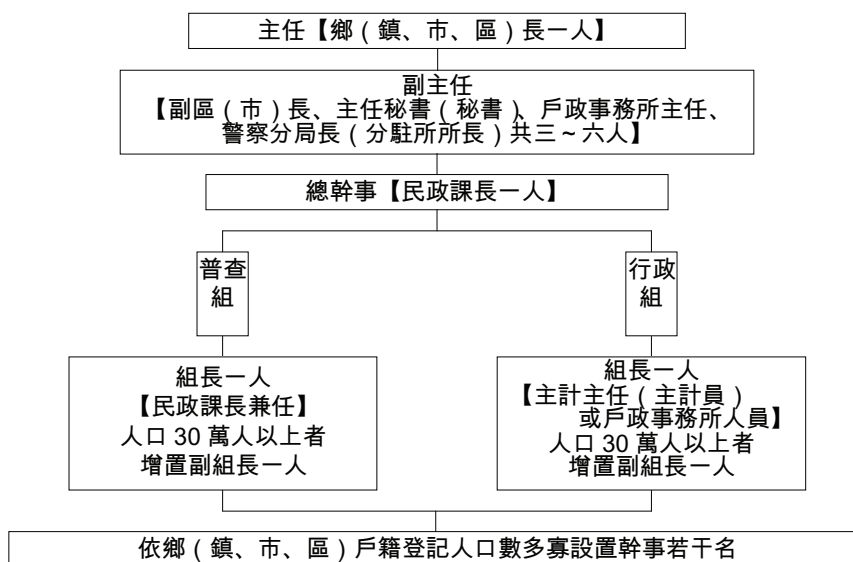 主任【鄉（鎮、市、區）長一人】
副主任
【副區（市）長、主任秘書（秘書）、戶政事務所主任、
警察分局長（分駐所所長）共三～六人】
總幹事【民政課長一人】
普查
組
行政
組
組長一人
【民政課長兼任】
人口 30 萬人以上者
增置副組長一人
組長一人
【主計主任（主計員）
或戶政事務所人員】
人口 30 萬人以上者
增置副組長一人
依鄉（鎮、市、區）戶籍登記人口數多寡設置幹事若干名